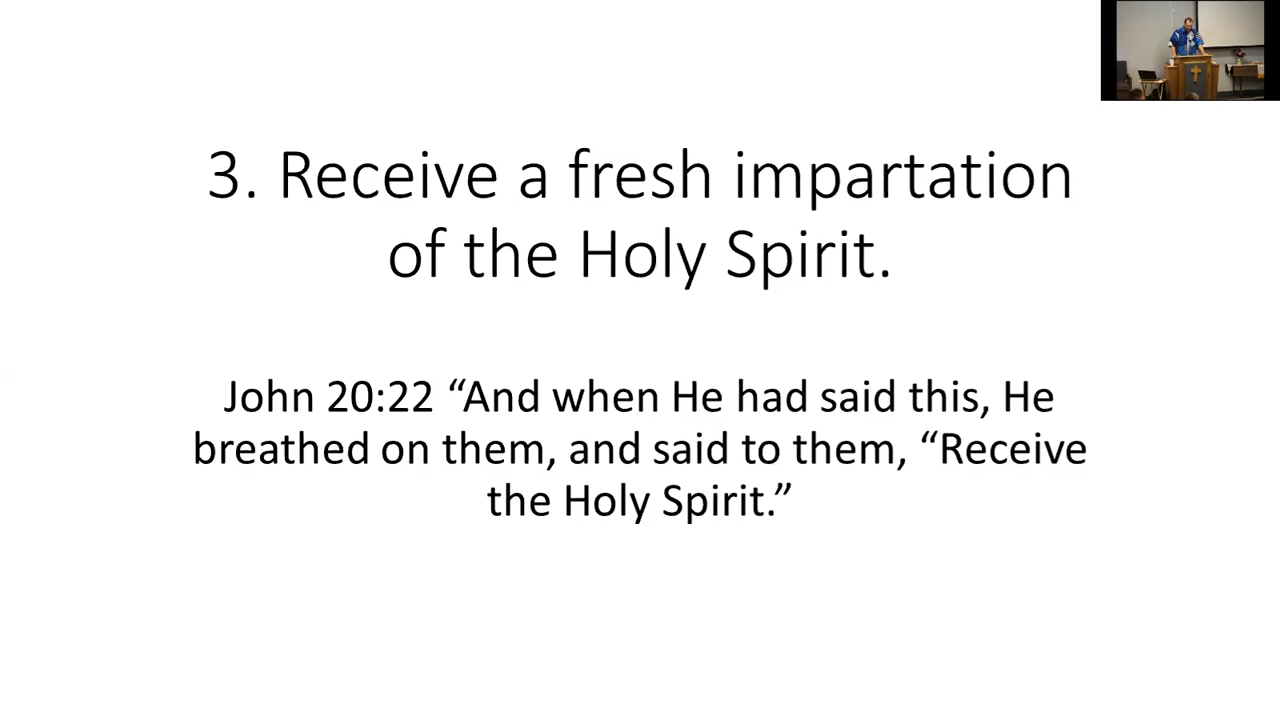 3. Receive a fresh impartation
of the Holy Spirit.
John 20:22 “And when He had said this, He
breathed on them, and said to them, “Receive
the Holy Spirit.”